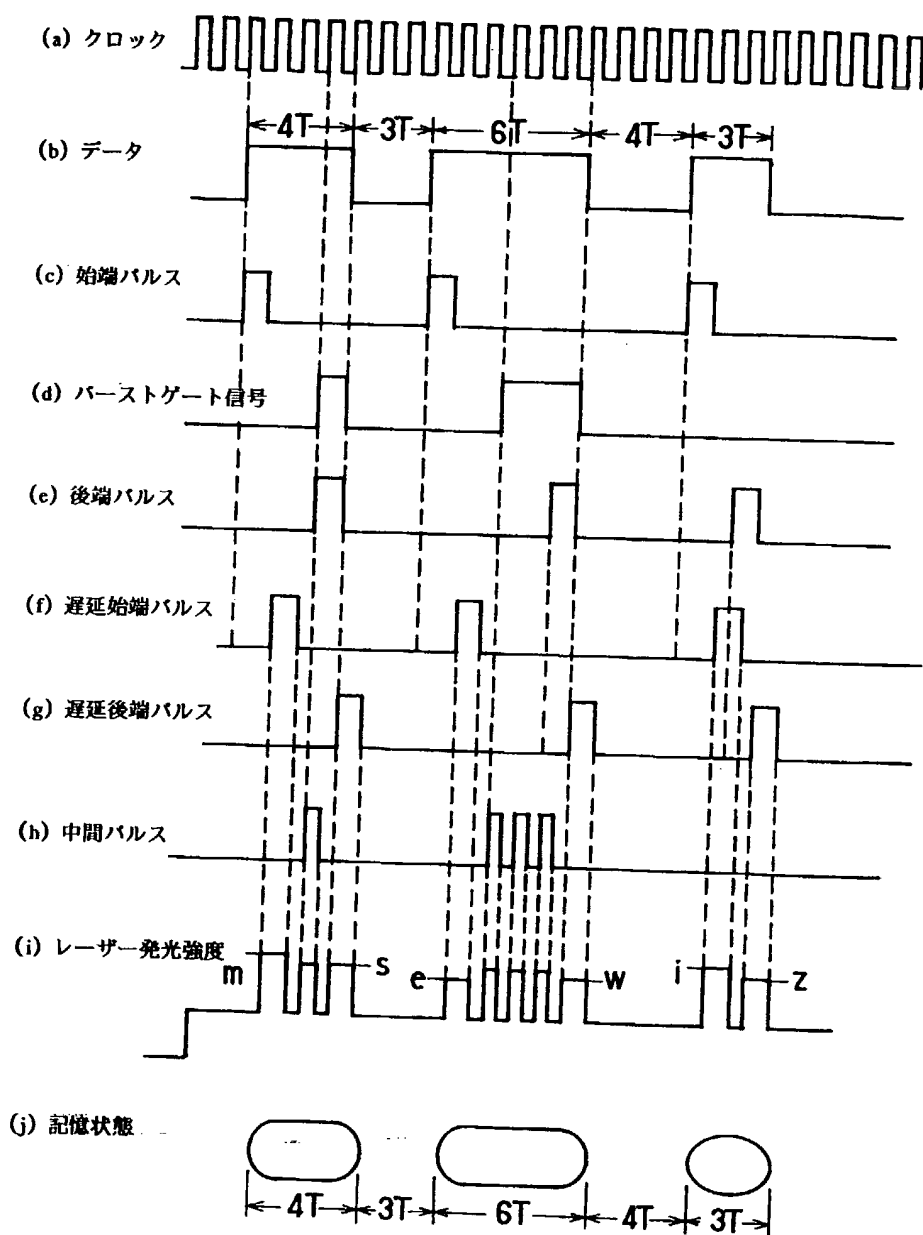 (a) クロック
4T 3T 6T 4T 3T
(b) データ
(c) 始端パルス
(d) バーストゲート信号
(e) 後端パルス
(f) 遅延始端パルス
(g) 遅延後端パルス
(h) 中間パルス
(i) レーザー発光強度
m s e w i z
(j) 記憶状態
4T 3T 6T 4T 3T